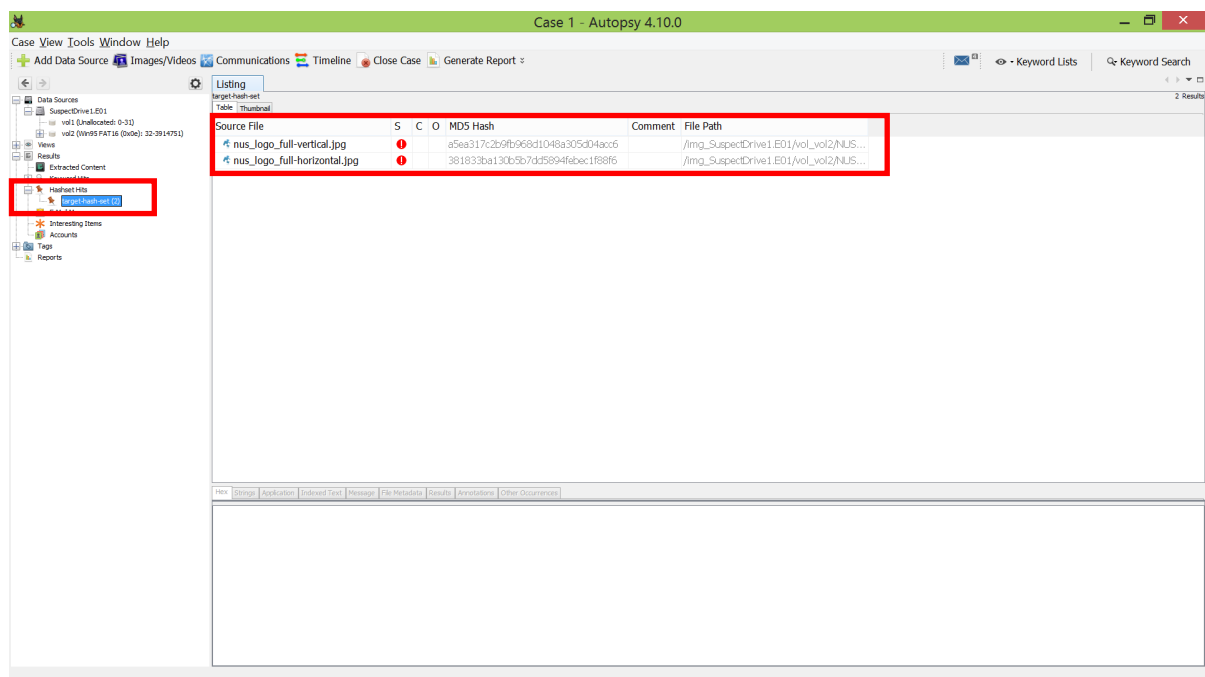 Case 1 - Autopsy 4.10.0
Case View Tools Window Help
Add Data Source Images/Videos Communications Timeline Close Case Generate Report Keyword Lists Keyword Search
Listing
target-hash-set 2 Results
Table Thumbnail
Source File S C O MD5 Hash Comment File Path
nus_logo_full-vertical.jpg a5ea317c2b9fb968d1048a305d04acc6 /img_SuspectDrive1.E01/vol_vol2/NUS...
nus_logo_full-horizontal.jpg 381833ba130b5b7dd5894febec1f88f6 /img_SuspectDrive1.E01/vol_vol2/NUS...
Data Sources
SuspectDrive1.E01
vol1 (Unallocated: 0-31)
vol2 (Win95 FAT16 (0x0e): 32-3914751)
Views
Results
Extracted Content
Keyword Hits
Hashset Hits
target-hash-set (2)
Interesting Items
Accounts
Tags
Reports
Hex Strings Application Indexed Text Message File Metadata Results Annotations Other Occurrences